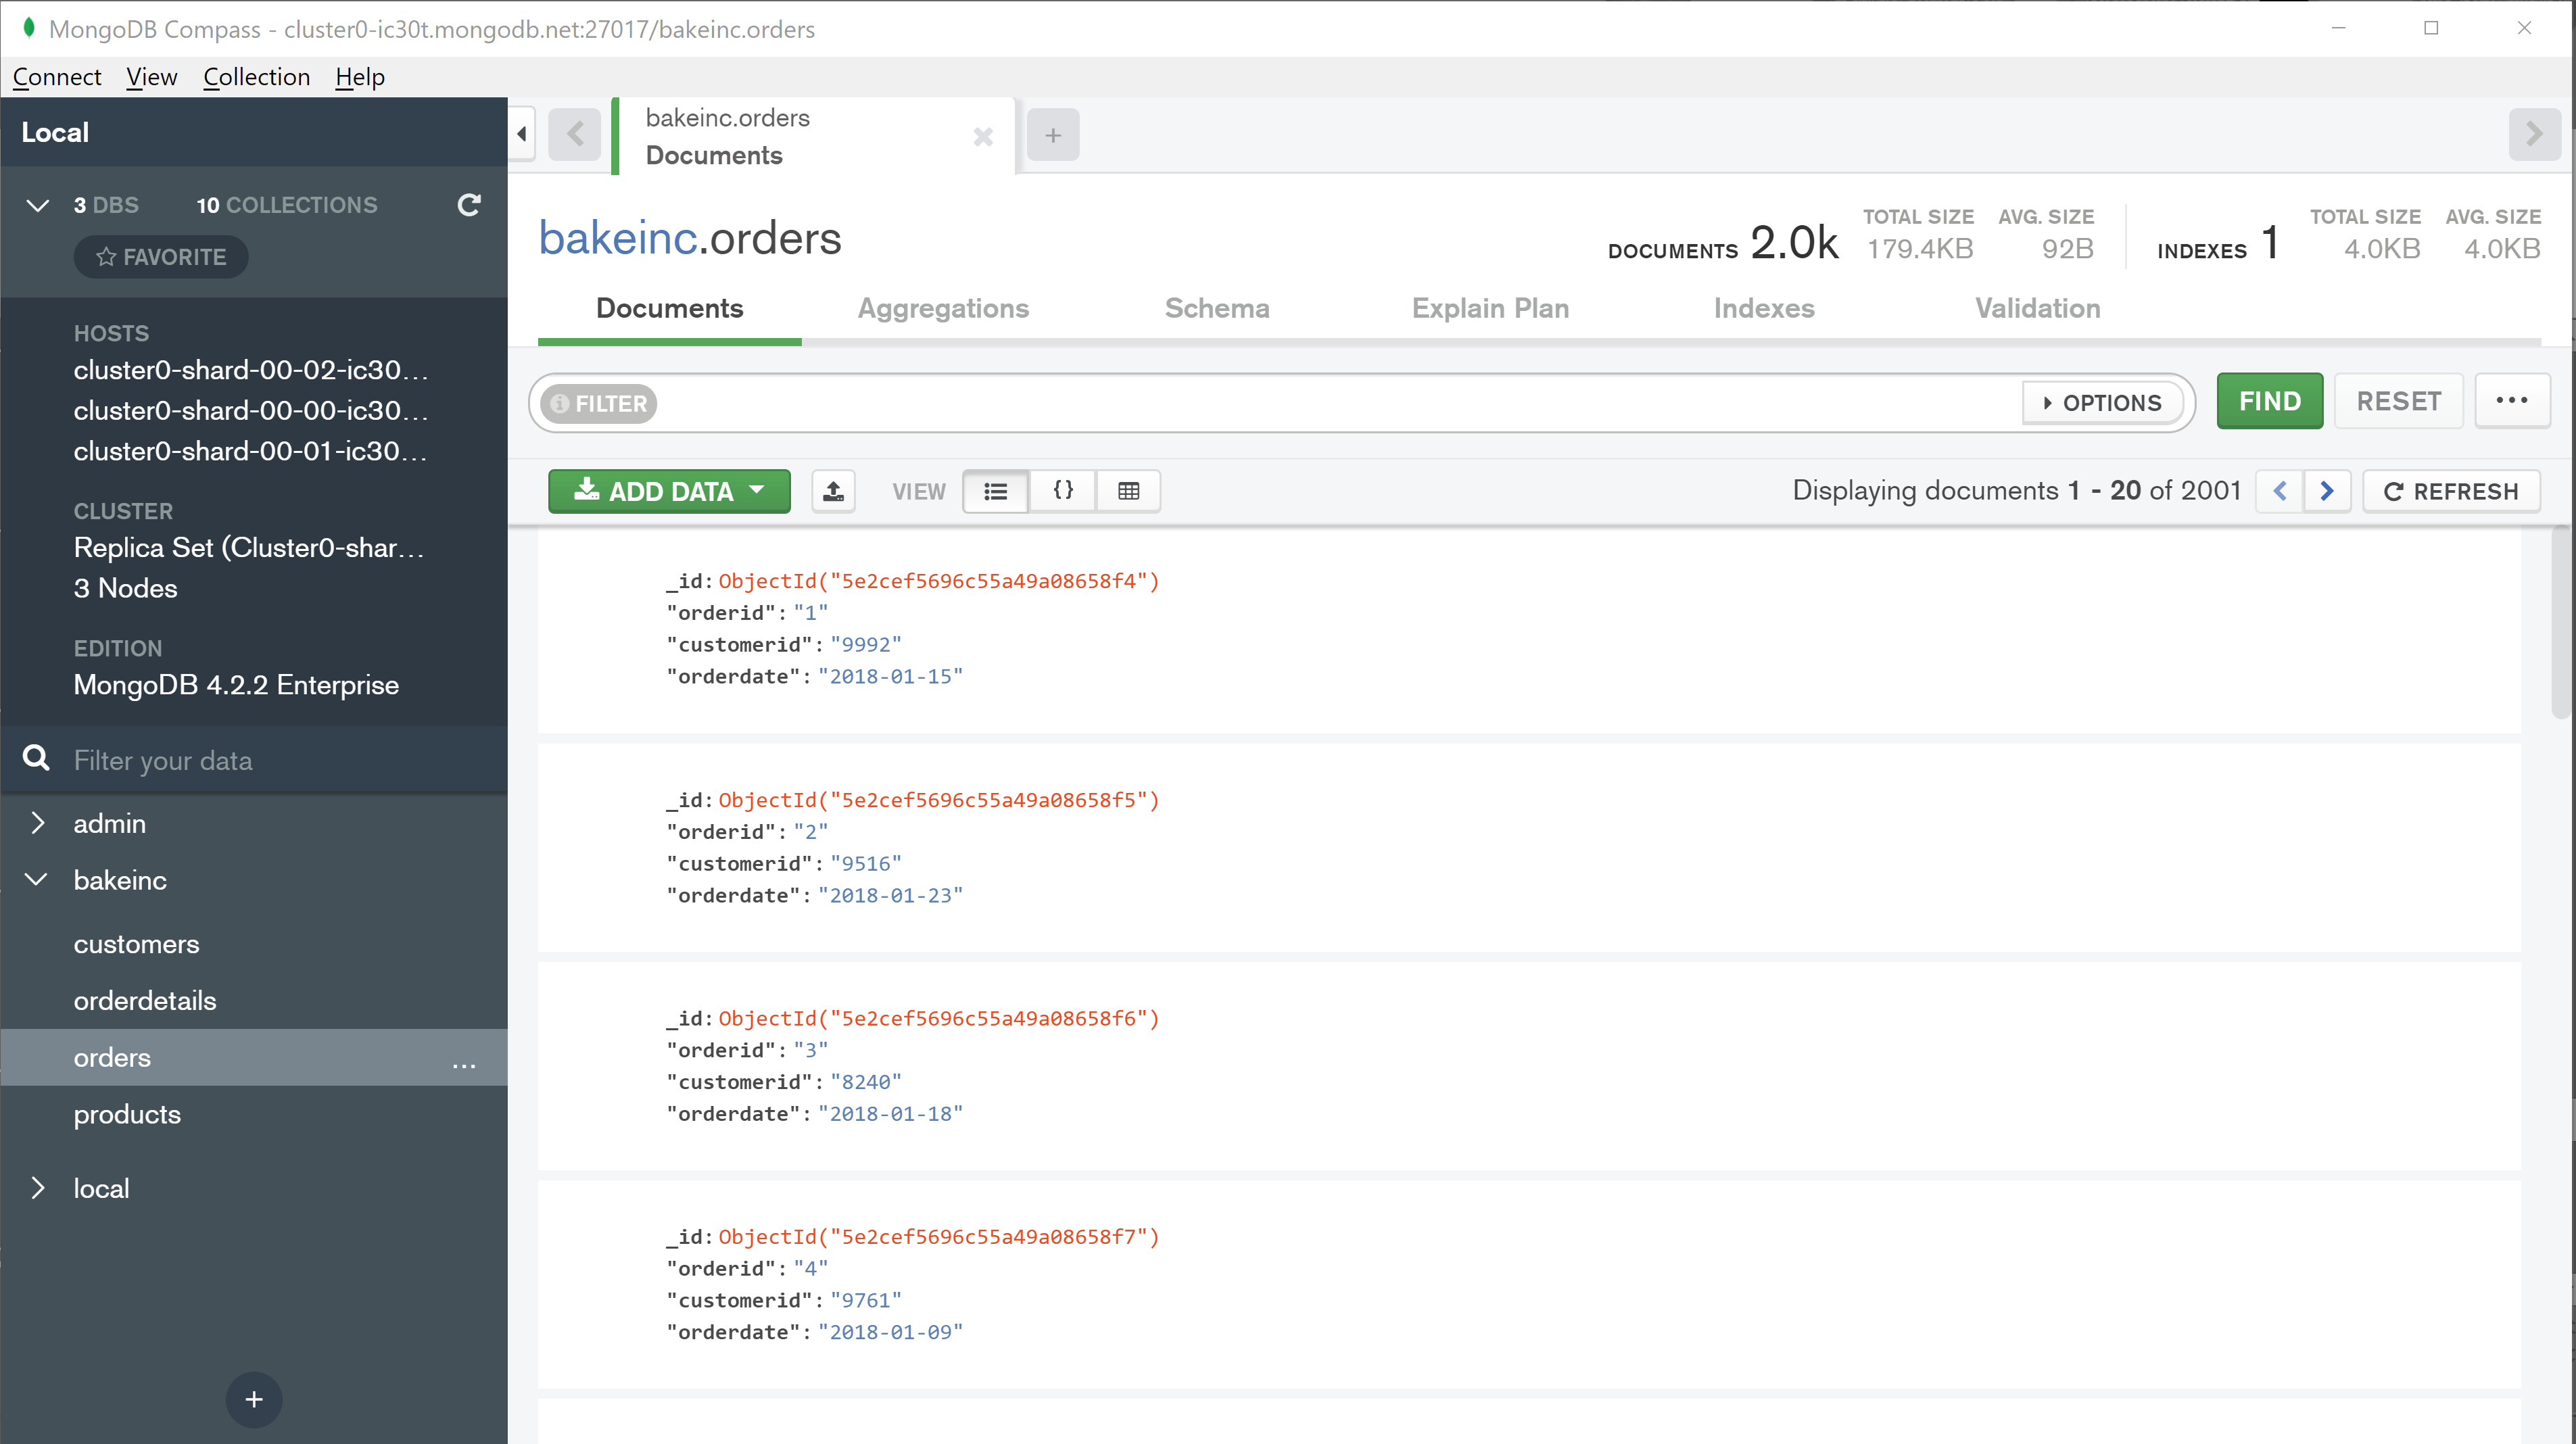 MongoDB Compass - cluster0-ic30t.mongodb.net:27017/bakeinc.orders
Connect View Collection Help
Local
3 DBS 10 COLLECTIONS
FAVORITE
HOSTS
cluster0-shard-00-02-ic30...
cluster0-shard-00-00-ic30...
cluster0-shard-00-01-ic30...
CLUSTER
Replica Set (Cluster0-shar...
3 Nodes
EDITION
MongoDB 4.2.2 Enterprise
Filter your data
admin
bakeinc
customers
orderdetails
orders ...
products
local
+
bakeinc.orders
Documents
+
bakeinc.orders
DOCUMENTS 2.0k
TOTAL SIZE AVG. SIZE
179.4KB 92B
INDEXES 1
TOTAL SIZE AVG. SIZE
4.0KB 4.0KB
Documents Aggregations Schema Explain Plan Indexes Validation
FILTER OPTIONS FIND RESET ...
ADD DATA VIEW {} Displaying documents 1 - 20 of 2001 REFRESH
_id: ObjectId("5e2cef5696c55a49a08658f4")
"orderid": "1"
"customerid": "9992"
"orderdate": "2018-01-15"
_id: ObjectId("5e2cef5696c55a49a08658f5")
"orderid": "2"
"customerid": "9516"
"orderdate": "2018-01-23"
_id: ObjectId("5e2cef5696c55a49a08658f6")
"orderid": "3"
"customerid": "8240"
"orderdate": "2018-01-18"
_id: ObjectId("5e2cef5696c55a49a08658f7")
"orderid": "4"
"customerid": "9761"
"orderdate": "2018-01-09"